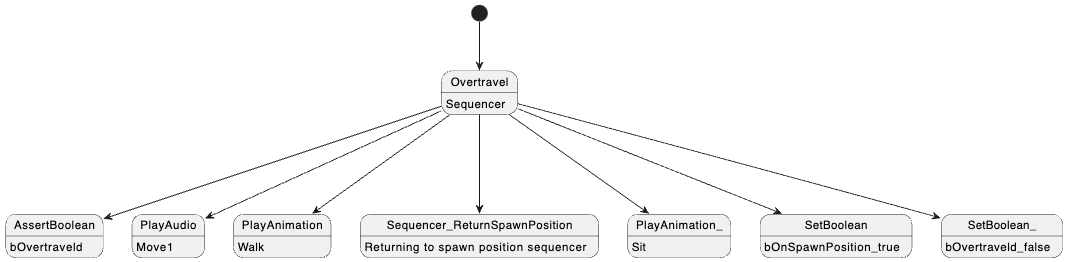 Overtravel
Sequencer
AssertBoolean
bOvertraveld
PlayAudio
Move1
PlayAnimation
Walk
Sequencer_ReturnSpawnPosition
Returning to spawn position sequencer
PlayAnimation_
Sit
SetBoolean
bOnSpawnPosition_true
SetBoolean_
bOvertraveld_false